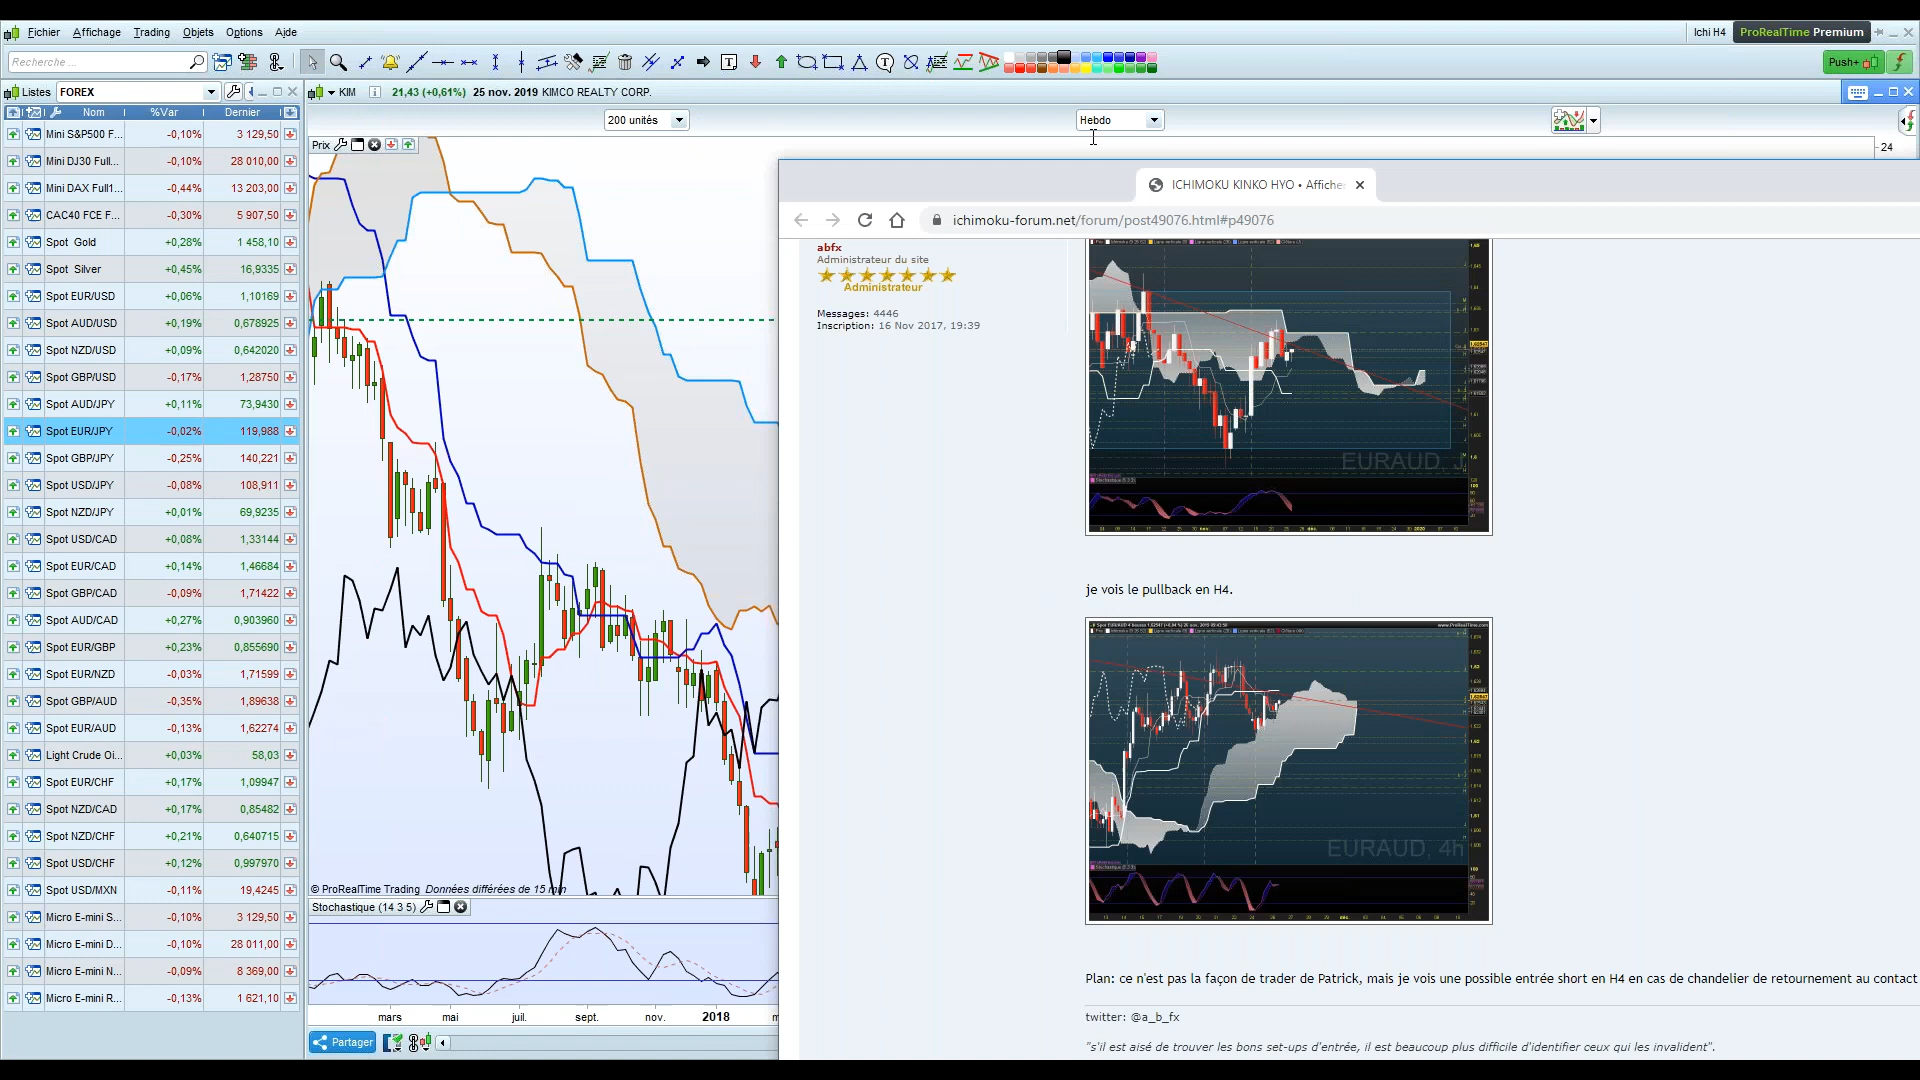 Fichier Affichage Trading Objets Options Aide
Ichi H4 ProRealTime Premium
Recherche ...
Push+
Listes FOREX
KIM 21,43 (+0,61%) 25 nov. 2019 KIMCO REALTY CORP.
Nom %Var Dernier
200 unités
Hebdo
Mini S&P500 F... -0,10% 3 129,50
Mini DJ30 Full... -0,10% 28 010,00
Mini DAX Full1... -0,44% 13 203,00
CAC40 FCE F... -0,30% 5 907,50
Spot Gold +0,28% 1 458,10
Spot Silver +0,45% 16,9335
Spot EUR/USD +0,06% 1,10169
Spot AUD/USD +0,19% 0,678925
Spot NZD/USD +0,09% 0,642020
Spot GBP/USD -0,17% 1,28750
Spot AUD/JPY +0,11% 73,9430
Spot EUR/JPY -0,02% 119,988
Spot GBP/JPY -0,25% 140,221
Spot USD/JPY -0,08% 108,911
Spot NZD/JPY +0,01% 69,9235
Spot USD/CAD +0,08% 1,33144
Spot EUR/CAD +0,14% 1,46684
Spot GBP/CAD -0,09% 1,71422
Spot AUD/CAD +0,27% 0,903960
Spot EUR/GBP +0,23% 0,855690
Spot EUR/NZD -0,03% 1,71599
Spot GBP/AUD -0,35% 1,89638
Spot EUR/AUD -0,13% 1,62274
Light Crude Oi... +0,03% 58,03
Spot EUR/CHF +0,17% 1,09947
Spot NZD/CAD +0,17% 0,85482
Spot NZD/CHF +0,21% 0,640715
Spot USD/CHF +0,12% 0,997970
Spot USD/MXN -0,11% 19,4245
Micro E-mini S... -0,10% 3 129,50
Micro E-mini D... -0,10% 28 011,00
Micro E-mini N... -0,09% 8 369,00
Micro E-mini R... -0,13% 1 621,10
Prix
24
© ProRealTime Trading Données différées de 15 min
Stochastique (14 3 5)
mars mai juil. sept. nov. 2018
Partager
ICHIMOKU KINKO HYO • Affiche
ichimoku-forum.net/forum/post49076.html#p49076
abfx
Administrateur du site
Administrateur
Messages: 4446
Inscription: 16 Nov 2017, 19:39
EURAUD, J
je vois le pullback en H4.
EURAUD, 4h
Plan: ce n'est pas la façon de trader de Patrick, mais je vois une possible entrée short en H4 en cas de chandelier de retournement au contact
twitter: @a_b_fx
"s'il est aisé de trouver les bons set-ups d'entrée, il est beaucoup plus difficile d'identifier ceux qui les invalident".